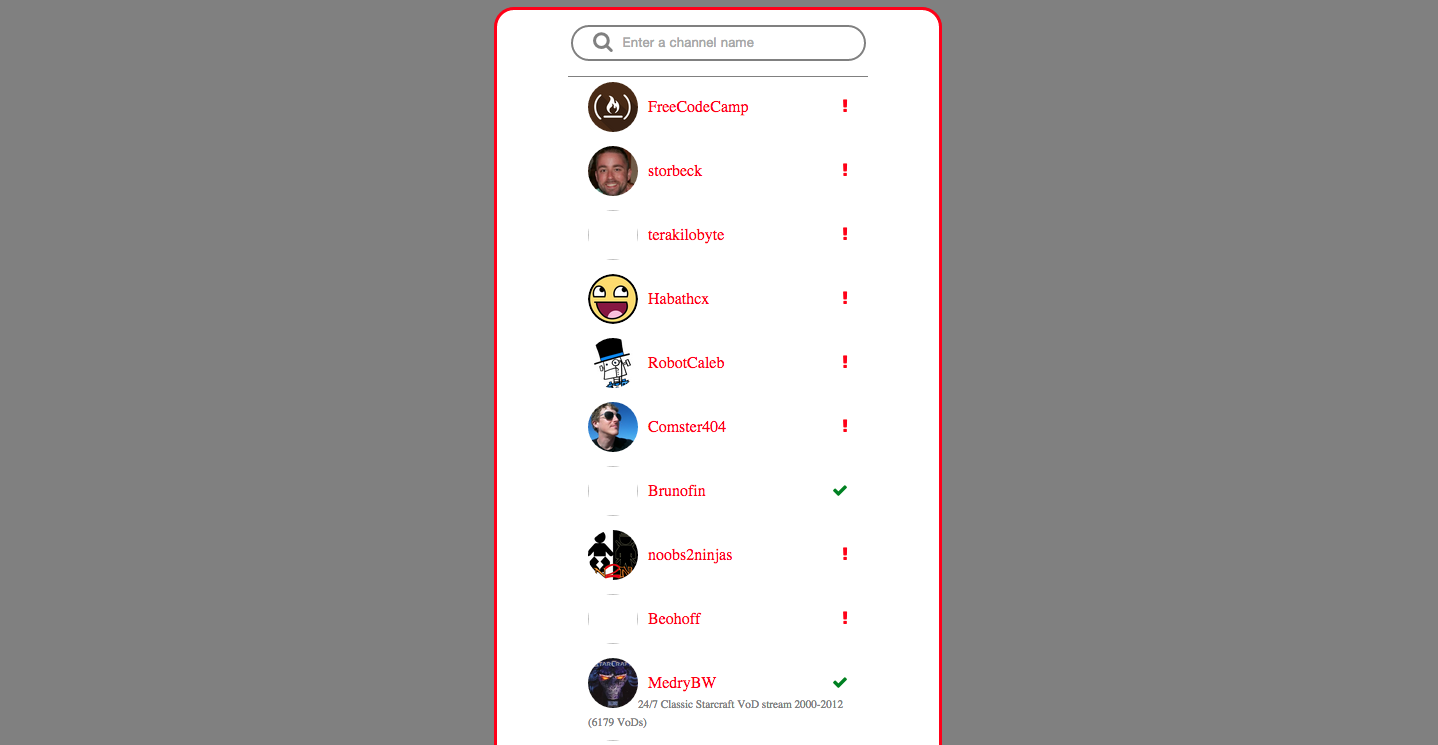 Enter a channel name
FreeCodeCamp
storbeck
terakilobyte
Habathcx
RobotCaleb
Comster404
Brunofin
noobs2ninjas
Beohoff
MedryBW
24/7 Classic Starcraft VoD stream 2000-2012
(6179 VoDs)